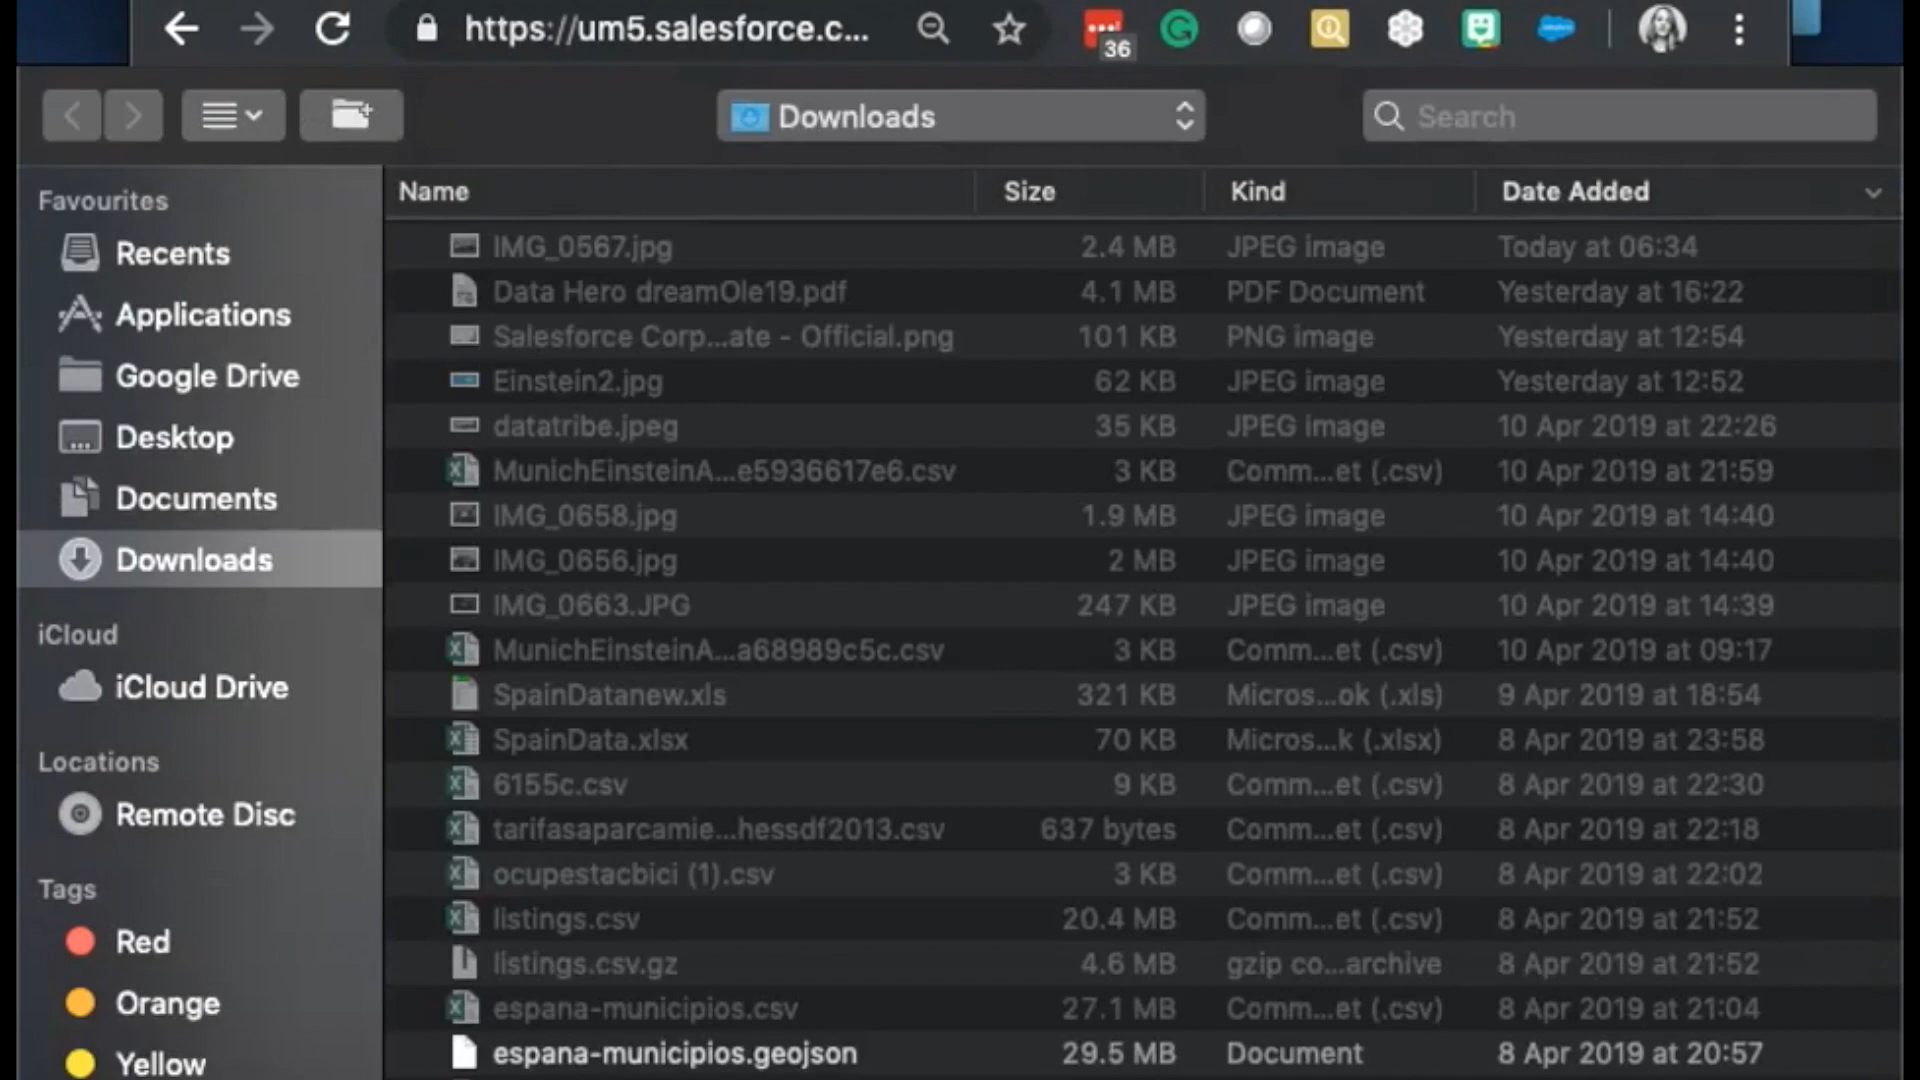 https://um5.salesforce.c...
36
Downloads
Search
Favourites
Recents
Applications
Google Drive
Desktop
Documents
Downloads
iCloud
iCloud Drive
Locations
Remote Disc
Tags
Red
Orange
Yellow
Name Size Kind Date Added
IMG_0567.jpg 2.4 MB JPEG image Today at 06:34
Data Hero dreamOle19.pdf 4.1 MB PDF Document Yesterday at 16:22
Salesforce Corp...ate - Official.png 101 KB PNG image Yesterday at 12:54
Einstein2.jpg 62 KB JPEG image Yesterday at 12:52
datatribe.jpeg 35 KB JPEG image 10 Apr 2019 at 22:26
MunichEinsteinA...e5936617e6.csv 3 KB Comm...et (.csv) 10 Apr 2019 at 21:59
IMG_0658.jpg 1.9 MB JPEG image 10 Apr 2019 at 14:40
IMG_0656.jpg 2 MB JPEG image 10 Apr 2019 at 14:40
IMG_0663.JPG 247 KB JPEG image 10 Apr 2019 at 14:39
MunichEinsteinA...a68989c5c.csv 3 KB Comm...et (.csv) 10 Apr 2019 at 09:17
SpainDatanew.xls 321 KB Micros...ok (.xls) 9 Apr 2019 at 18:54
SpainData.xlsx 70 KB Micros...k (.xlsx) 8 Apr 2019 at 23:58
6155c.csv 9 KB Comm...et (.csv) 8 Apr 2019 at 22:30
tarifasaparcamie...hessdf2013.csv 637 bytes Comm...et (.csv) 8 Apr 2019 at 22:18
ocupestacbici (1).csv 3 KB Comm...et (.csv) 8 Apr 2019 at 22:02
listings.csv 20.4 MB Comm...et (.csv) 8 Apr 2019 at 21:52
listings.csv.gz 4.6 MB gzip co...archive 8 Apr 2019 at 21:52
espana-municipios.csv 27.1 MB Comm...et (.csv) 8 Apr 2019 at 21:04
espana-municipios.geojson 29.5 MB Document 8 Apr 2019 at 20:57